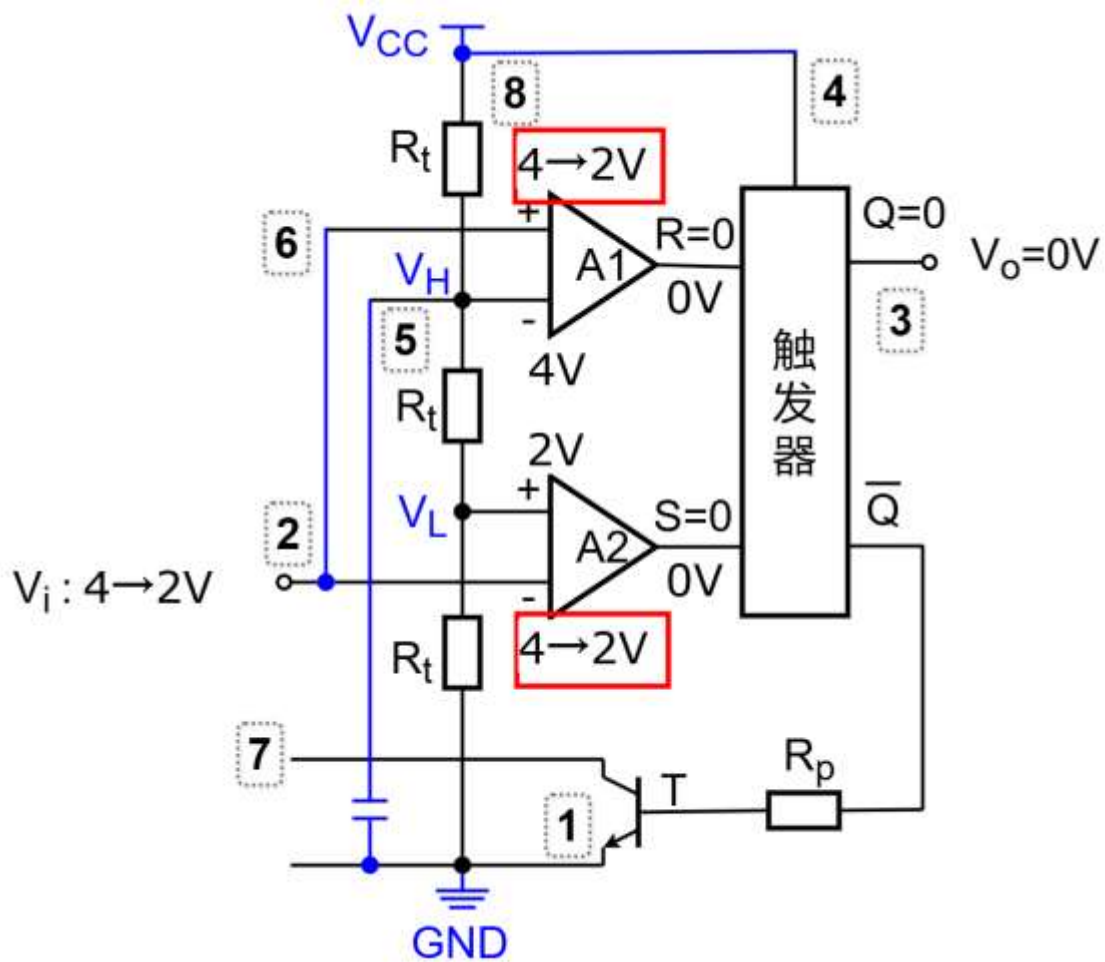 V_CC
8
4
4→2V
R_t
+
R=0
Q=0
6
A1
V_o=0V
V_H
0V
3
-
5
4V
触发器
R_t
2V
+
Q̅
V_L
S=0
2
A2
0V
V_i : 4→2V
-
4→2V
R_t
7
R_p
T
1
GND